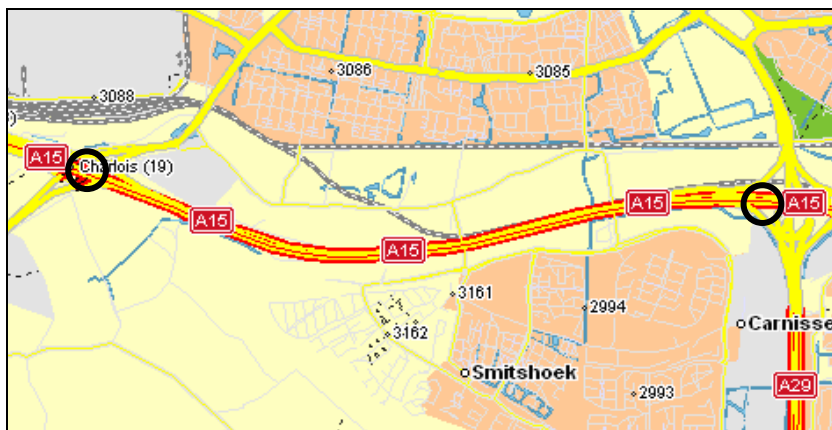 3086
3085
3088
A15
Charlois (19)
A15
A15
A15
A15
3161
2994
3162
Carnisse
Smitshoek
A29
2993